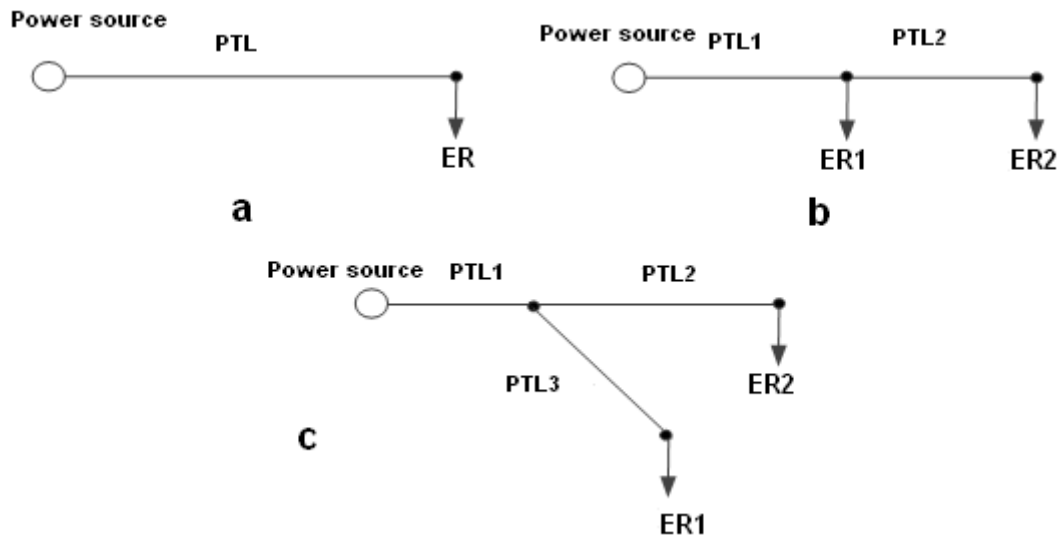 Power source
PTL
ER
a
Power source
PTL1
PTL2
ER1
ER2
b
Power source
PTL1
PTL2
PTL3
ER2
ER1
c